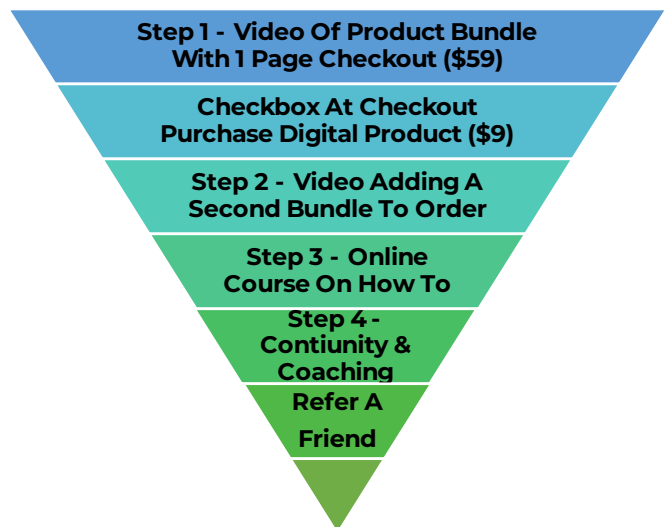 Step 1 - Video Of Product Bundle
With 1 Page Checkout ($59)
Checkbox At Checkout
Purchase Digital Product ($9)
Step 2 - Video Adding A
Second Bundle To Order
Step 3 - Online
Course On How To
Step 4 -
Contiunity &
Coaching
Refer A
Friend